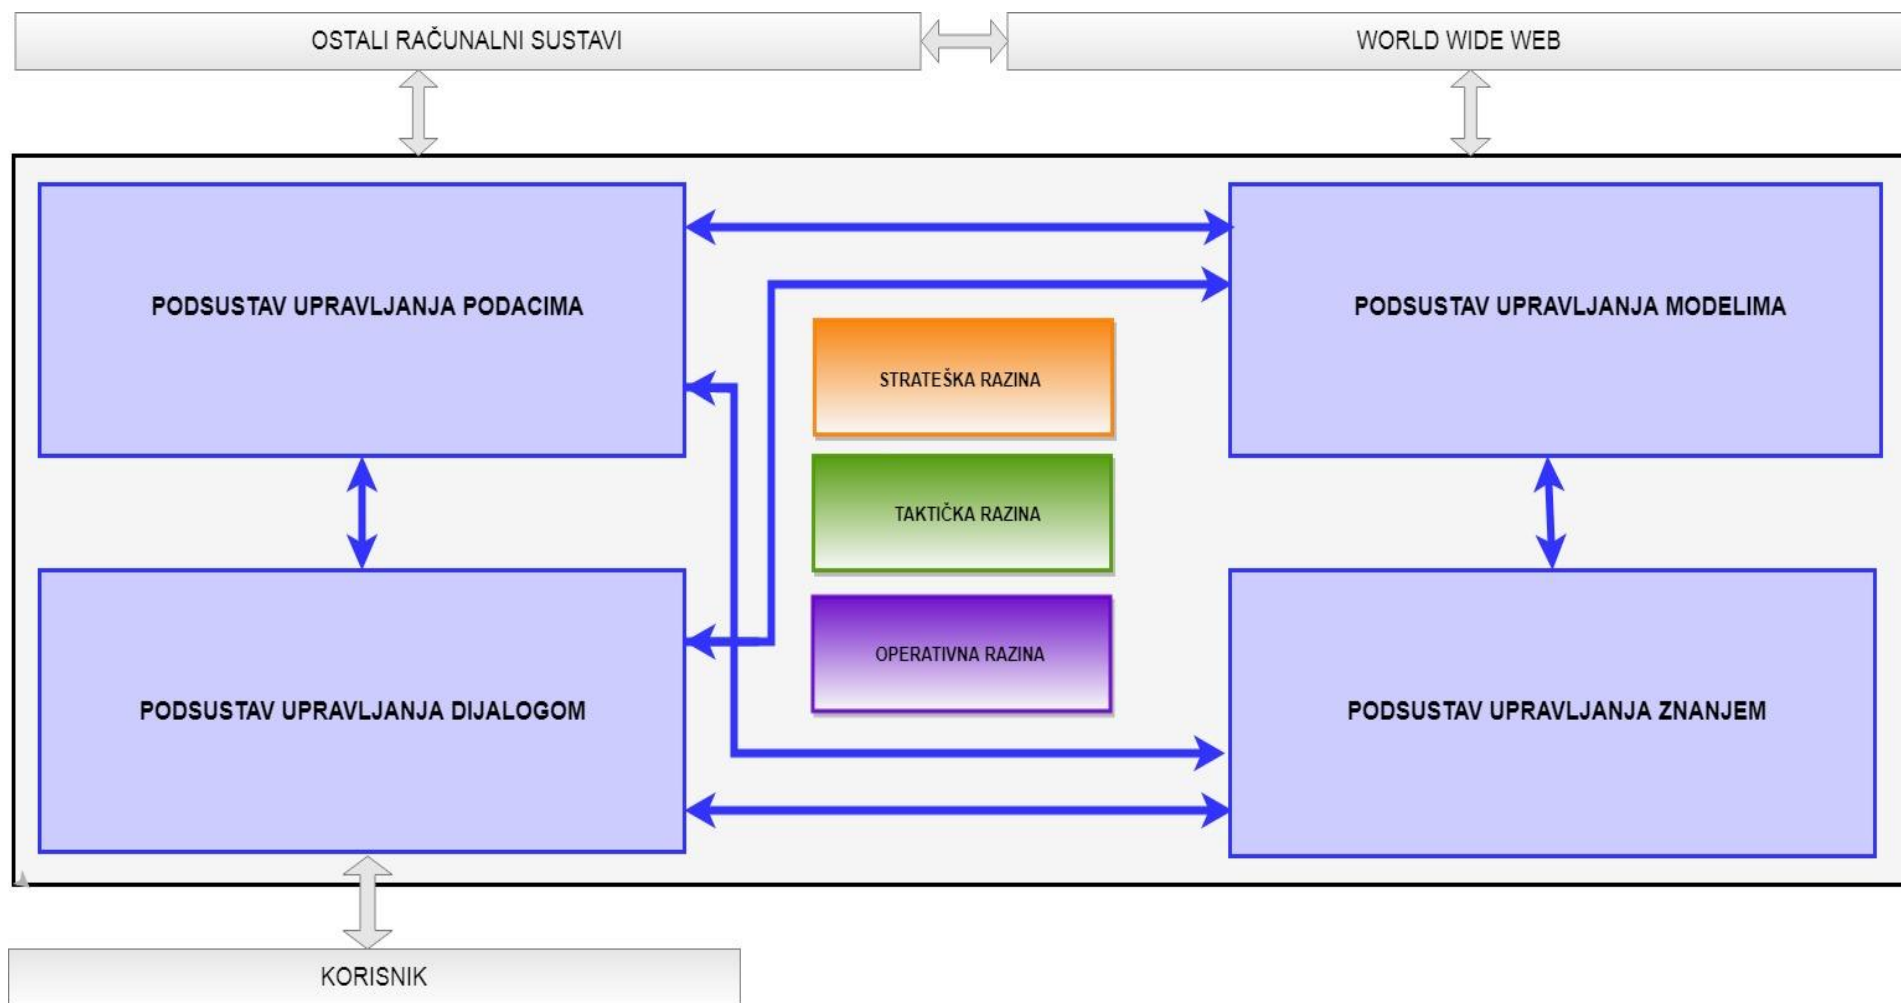 OSTALI RAČUNALNI SUSTAVI
WORLD WIDE WEB
PODSUSTAV UPRAVLJANJA PODACIMA
PODSUSTAV UPRAVLJANJA MODELIMA
STRATEŠKA RAZINA
TAKTIČKA RAZINA
OPERATIVNA RAZINA
PODSUSTAV UPRAVLJANJA DIJALOGOM
PODSUSTAV UPRAVLJANJA ZNANJEM
KORISNIK